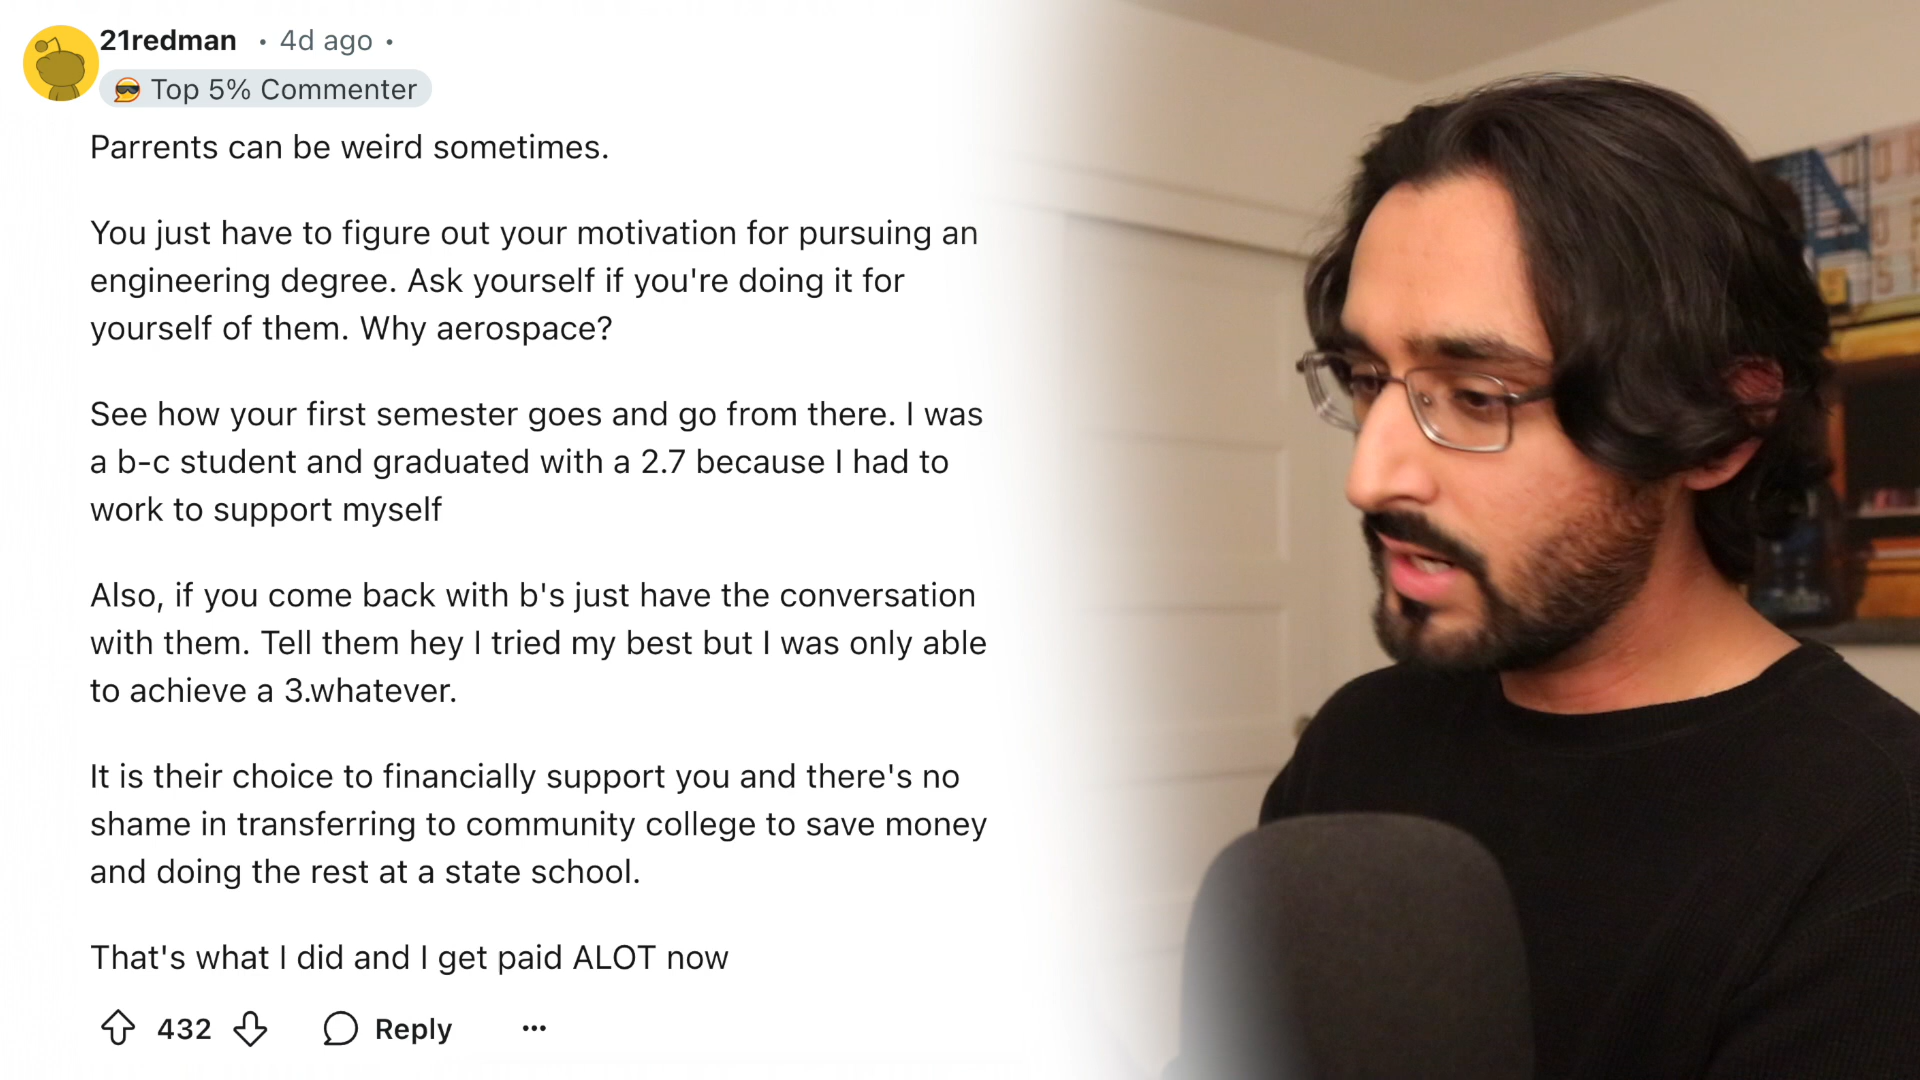 21redman • 4d ago •
Top 5% Commenter
Parrents can be weird sometimes.
You just have to figure out your motivation for pursuing an
engineering degree. Ask yourself if you're doing it for
yourself of them. Why aerospace?
See how your first semester goes and go from there. I was
a b-c student and graduated with a 2.7 because I had to
work to support myself
Also, if you come back with b's just have the conversation
with them. Tell them hey I tried my best but I was only able
to achieve a 3.whatever.
It is their choice to financially support you and there's no
shame in transferring to community college to save money
and doing the rest at a state school.
That's what I did and I get paid ALOT now
432 Reply ...